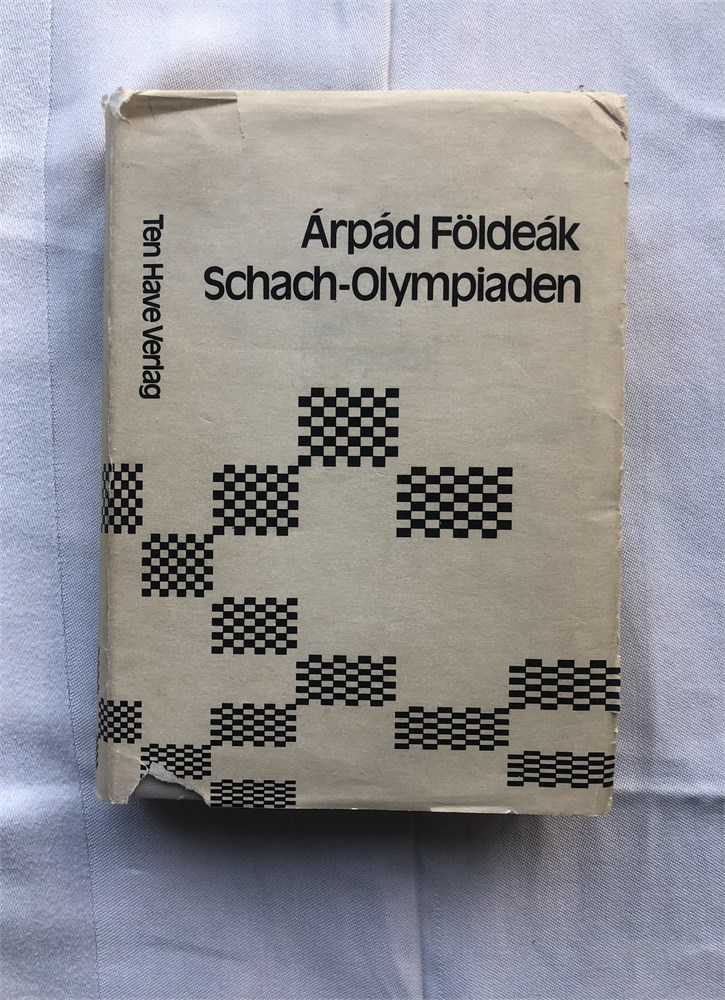 Árpád Földeák
Schach-Olympiaden
Ten Have Verlag